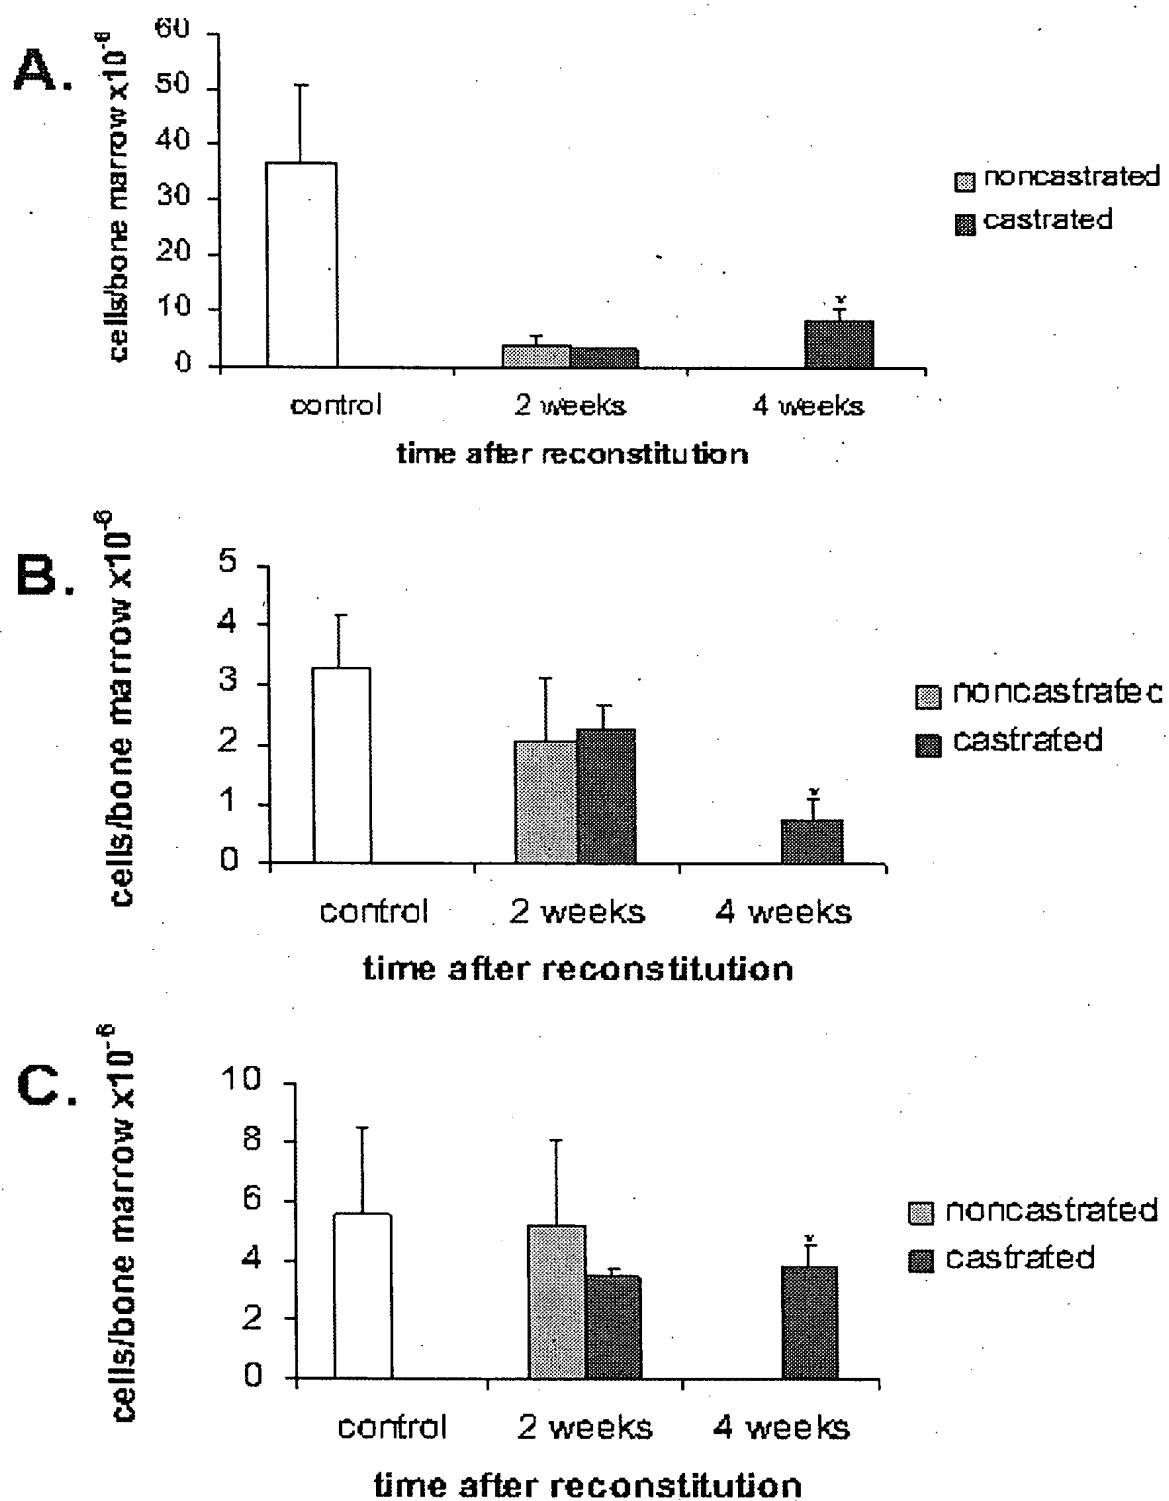 A.
cells/bone marrow x10⁻⁶
60
50
40
30
20
10
0
noncastrated
castrated
*
control 2 weeks 4 weeks
time after reconstitution
B.
cells/bone marrow x10⁻⁶
5
4
3
2
1
0
noncastrated
castrated
*
control 2 weeks 4 weeks
time after reconstitution
C.
cells/bone marrow x10⁻⁶
10
8
6
4
2
0
noncastrated
castrated
*
control 2 weeks 4 weeks
time after reconstitution